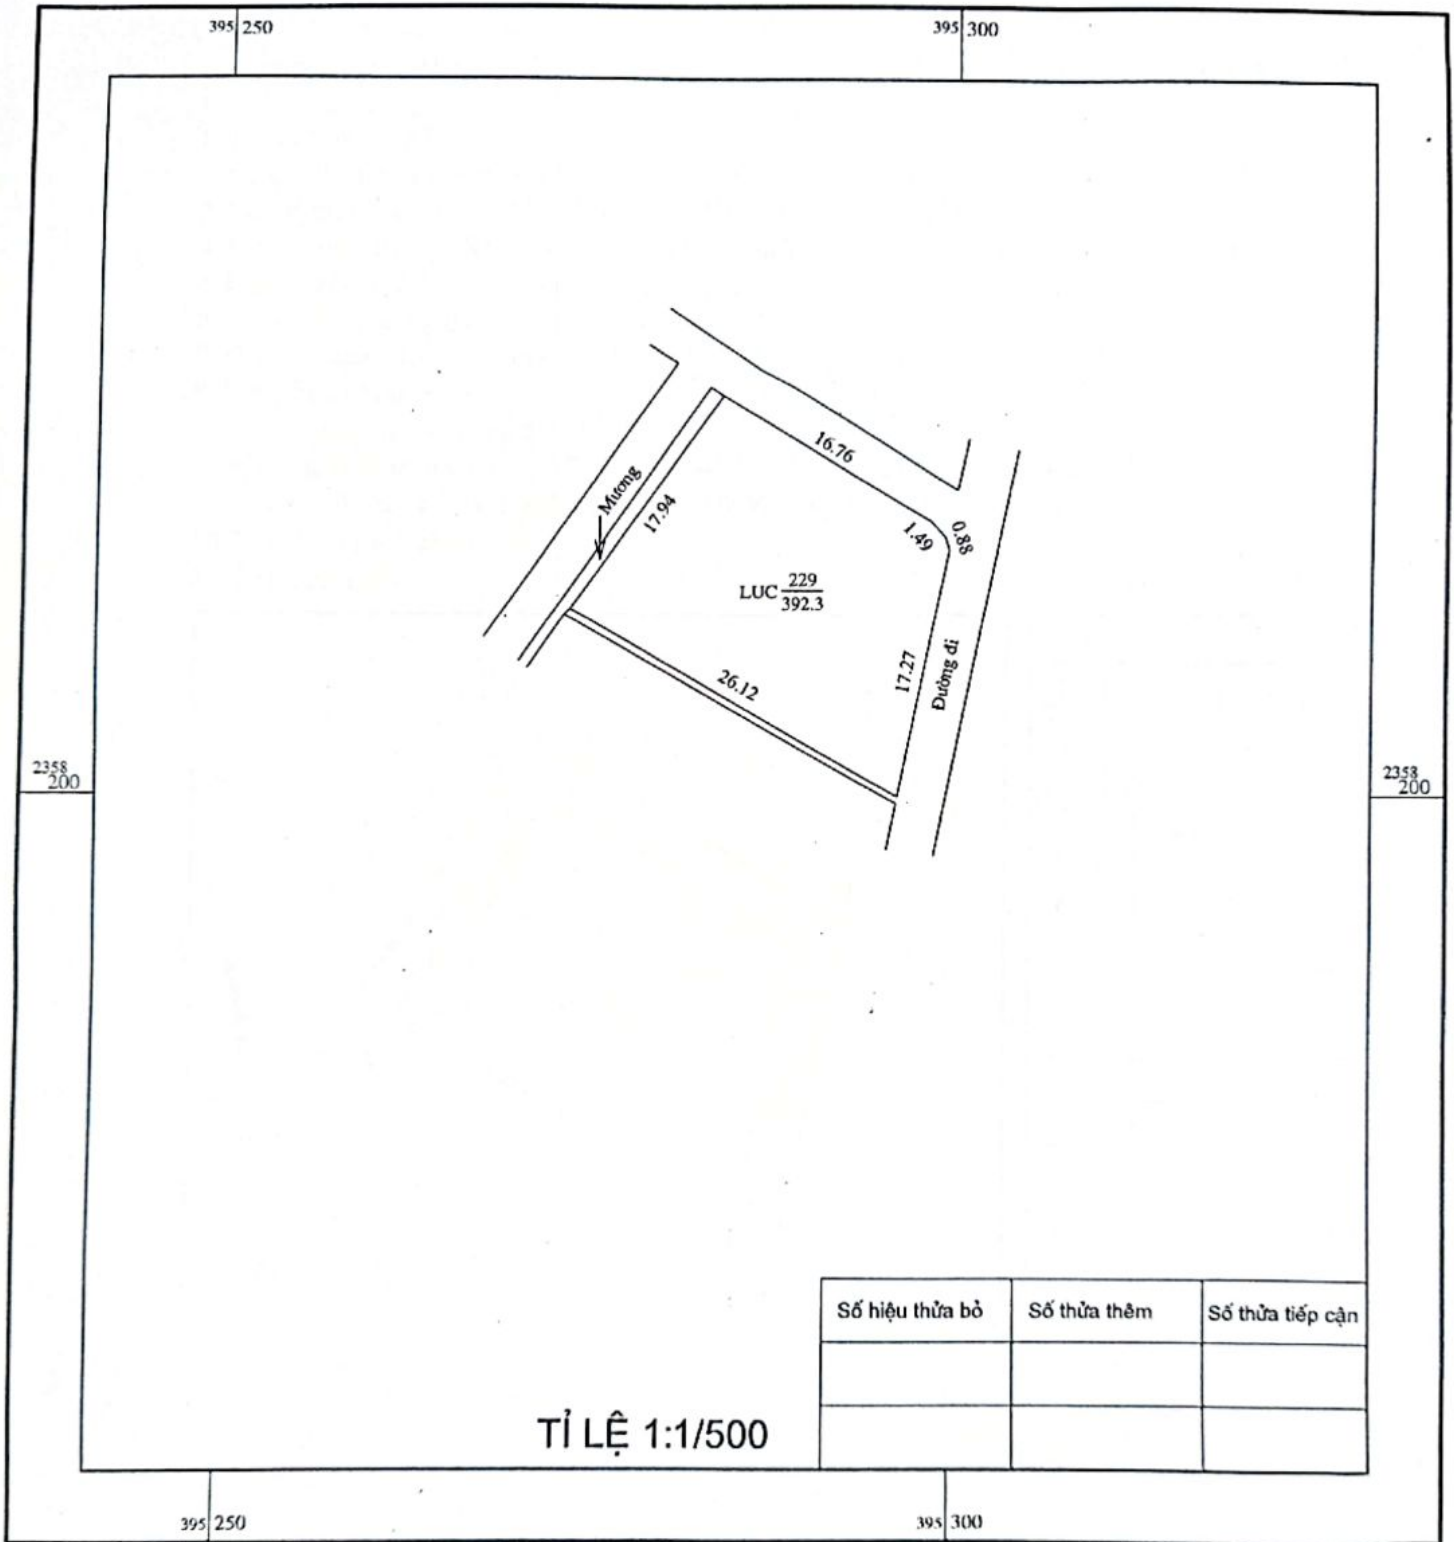 395 250
395 300
16.76
Mương
17.94
1.49
0.88
LUC 229
392.3
17.27
Đường đi
26.12
2358
200
2358
200
Số hiệu thửa bỏ
Số thửa thêm
Số thửa tiếp cận
TỈ LỆ 1:1/500
395 250
395 300